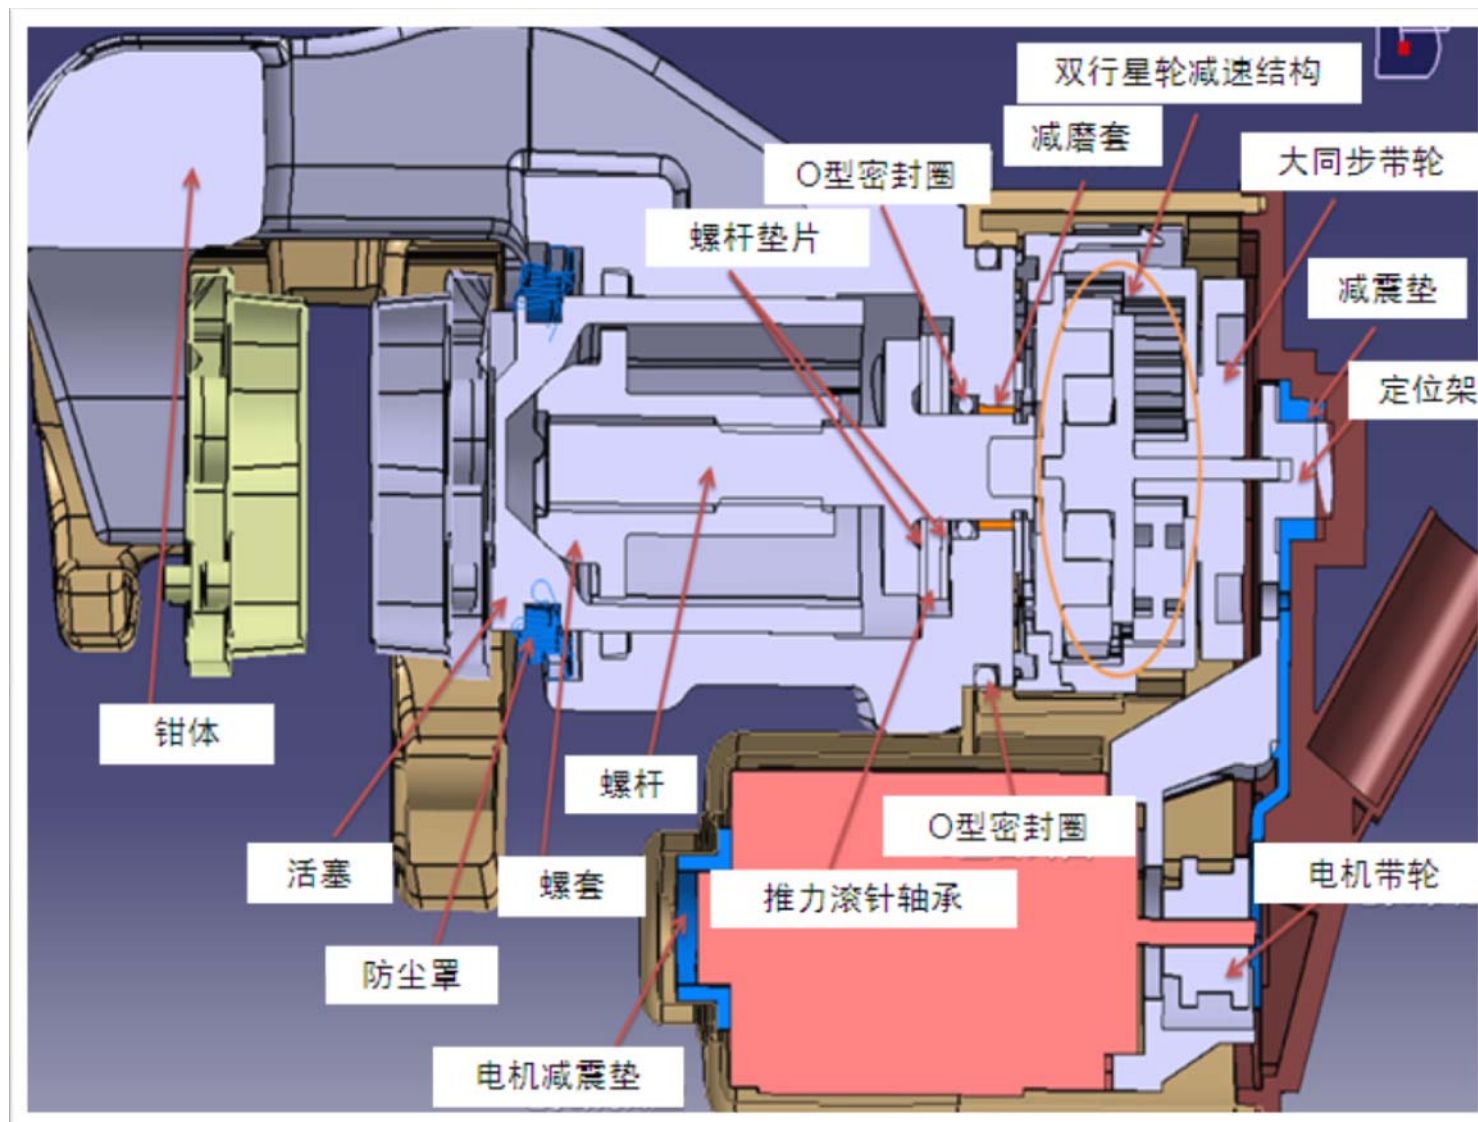 双行星轮减速结构
减磨套
O型密封圈
大同步带轮
螺杆垫片
减震垫
定位架
钳体
螺杆
O型密封圈
活塞
螺套
推力滚针轴承
电机带轮
防尘罩
电机减震垫